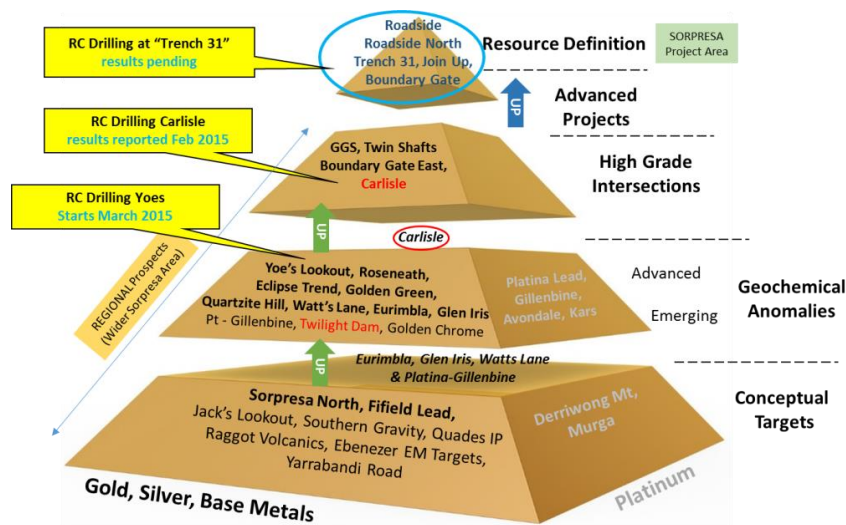 RC Drilling at “Trench 31”
results pending
Roadside
Roadside North
Trench 31, Join Up,
Boundary Gate
Resource Definition
SORPRESA
Project Area
UP
Advanced
Projects
RC Drilling Carlisle
results reported Feb 2015
GGS, Twin Shafts
Boundary Gate East,
Carlisle
High Grade
Intersections
RC Drilling Yoes
Starts March 2015
UP
Carlisle
REGIONAL Prospects
(Wider Sorpresa Area)
Yoe's Lookout, Roseneath,
Eclipse Trend, Golden Green,
Quartzite Hill, Watt's Lane, Eurimbla, Glen Iris
Pt - Gillenbine, Twilight Dam, Golden Chrome
Platina Lead,
Gillenbine,
Avondale, Kars
Advanced
Emerging
Geochemical
Anomalies
UP
Eurimbla, Glen Iris, Watts Lane
& Platina-Gillenbine
Sorpresa North, Fifield Lead,
Jack's Lookout, Southern Gravity, Quades IP
Raggot Volcanics, Ebenezer EM Targets,
Yarrabandi Road
Derriwong Mt,
Murga
Conceptual
Targets
Gold, Silver, Base Metals
Platinum